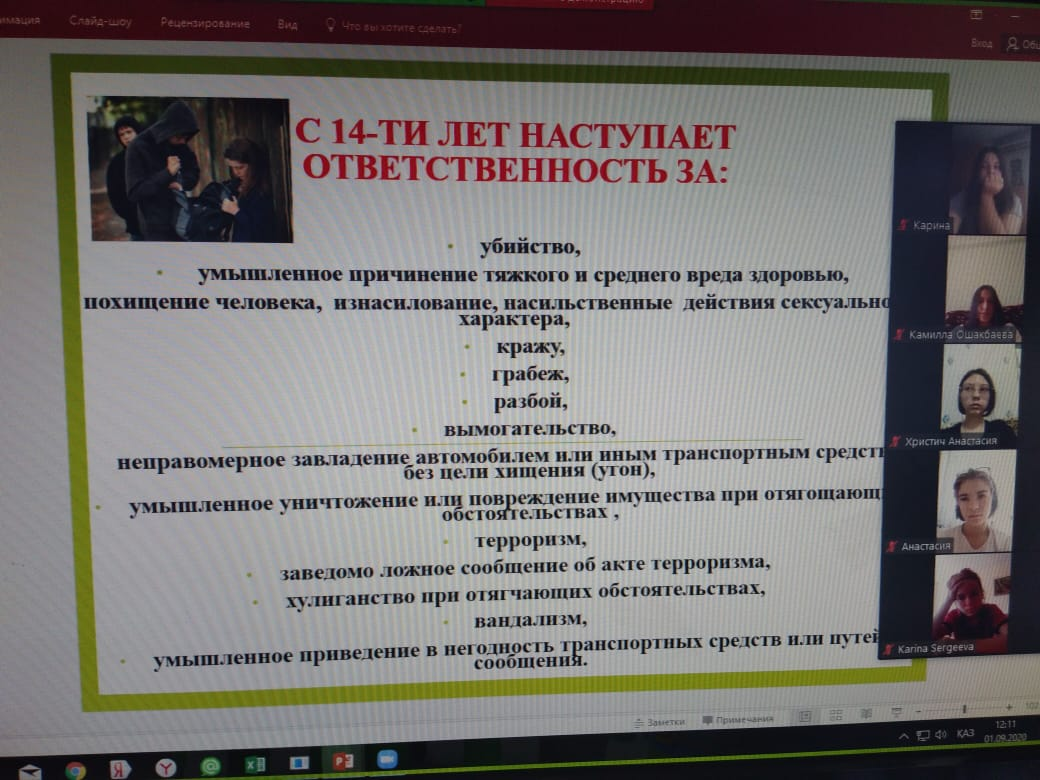 Слайд-шоу Рецензирование Вид Что вы хотите сделать?
Вход
С 14-ТИ ЛЕТ НАСТУПАЕТ
ОТВЕТСТВЕННОСТЬ ЗА:
• убийство,
• умышленное причинение тяжкого и среднего вреда здоровью,
похищение человека, изнасилование, насильственные действия
характера,
• кражу,
• грабеж,
• разбой,
• вымогательство,
неправомерное завладение автомобилем или иным транспортным
без цели хищения (угон),
• умышленное уничтожение или повреждение имущества при
обстоятельствах ,
• терроризм,
• заведомо ложное сообщение об акте терроризма,
• хулиганство при отягчающих обстоятельствах,
• вандализм,
• умышленное приведение в негодность транспортных средств или путей
сообщения.
Карина
Камилла Ошакбаева
Христич Анастасия
Анастасия
Karina Sergeeva
Заметки Примечания
ҚАЗ
12:11
01.09.2020